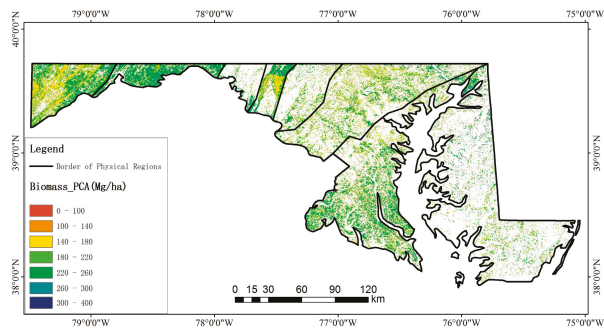 79°0'0"W 78°0'0"W 77°0'0"W 76°0'0"W 75°0'0"W
40°0'0"N
40°0'0"N
39°0'0"N
39°0'0"N
38°0'0"N
38°0'0"N
Legend
Border of Physical Regions
Biomass_PCA(Mg/ha)
0 - 100
100 - 140
140 - 180
180 - 220
220 - 260
260 - 300
300 - 400
0 15 30 60 90 120
km
79°0'0"W 78°0'0"W 77°0'0"W 76°0'0"W 75°0'0"W